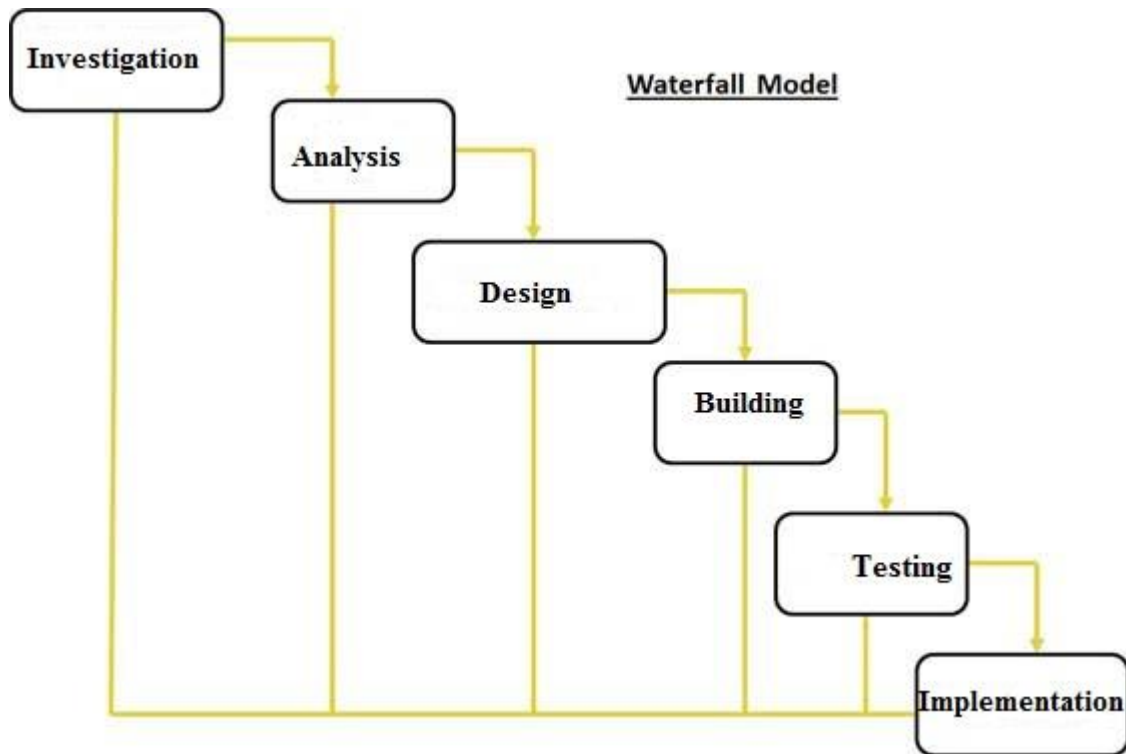 Investigation
Waterfall Model
Analysis
Design
Building
Testing
Implementation